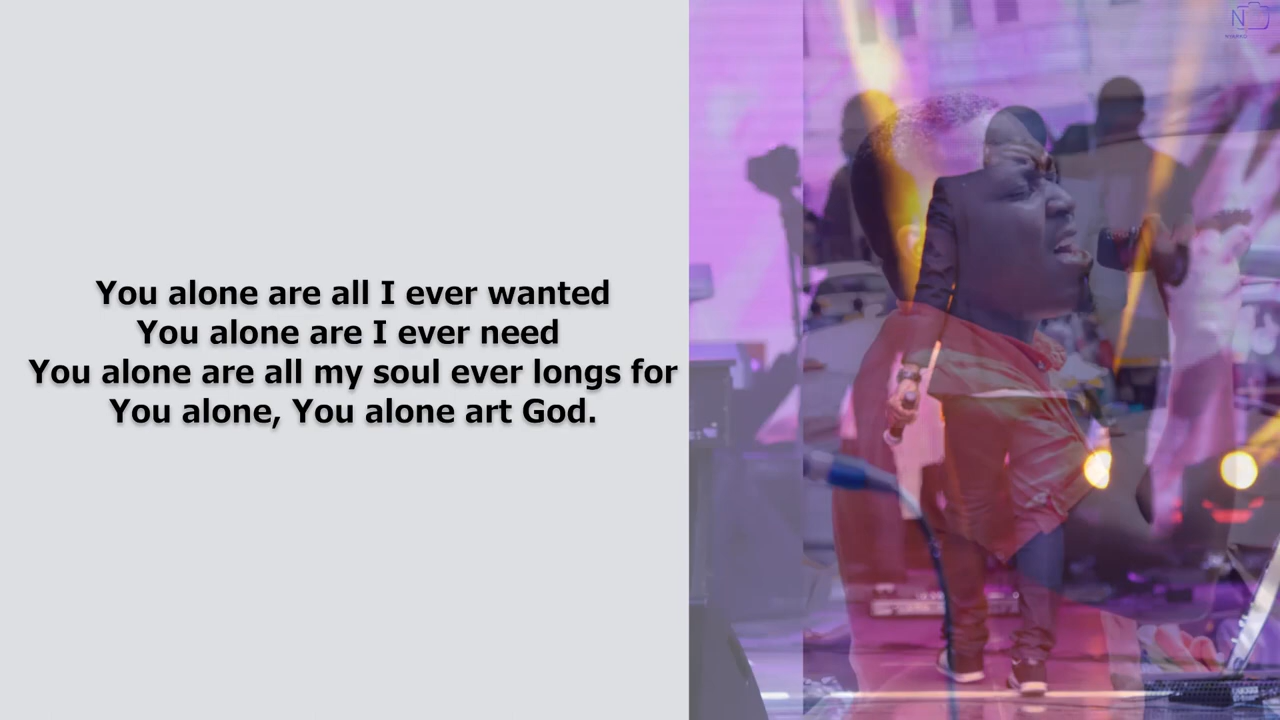 You alone are all I ever wanted
You alone are I ever need
You alone are all my soul ever longs for
You alone, You alone art God.